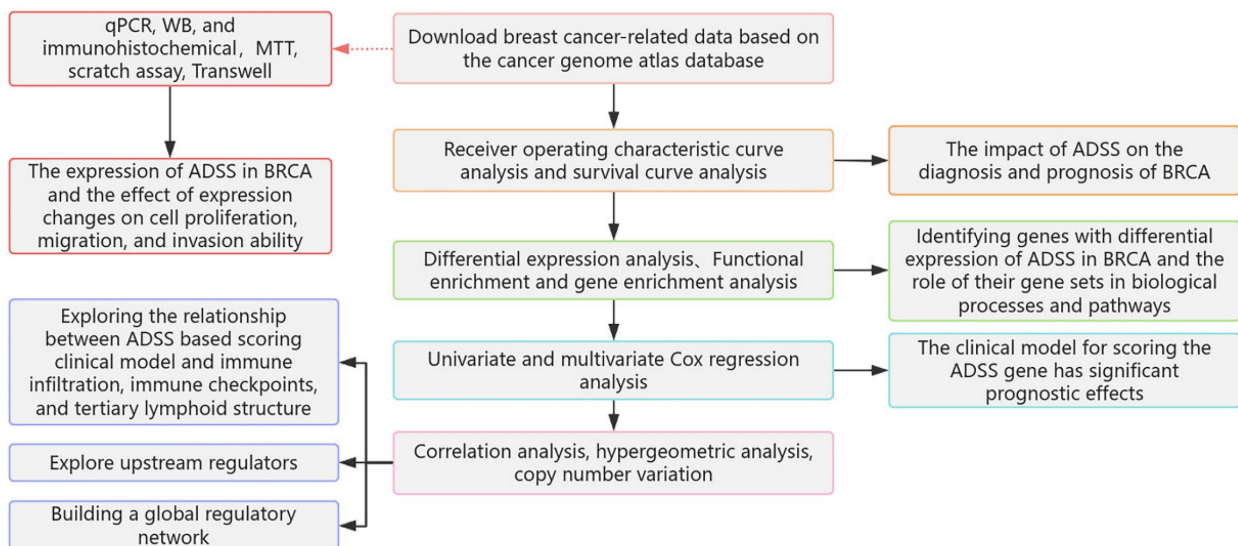 qPCR, WB, and
immunohistochemical, MTT,
scratch assay, Transwell
Download breast cancer-related data based on
the cancer genome atlas database
The expression of ADSS in BRCA
and the effect of expression
changes on cell proliferation,
migration, and invasion ability
Receiver operating characteristic curve
analysis and survival curve analysis
The impact of ADSS on the
diagnosis and prognosis of BRCA
Differential expression analysis、Functional
enrichment and gene enrichment analysis
Identifying genes with differential
expression of ADSS in BRCA and the
role of their gene sets in biological
processes and pathways
Exploring the relationship
between ADSS based scoring
clinical model and immune
infiltration, immune checkpoints,
and tertiary lymphoid structure
Univariate and multivariate Cox regression
analysis
The clinical model for scoring the
ADSS gene has significant
prognostic effects
Correlation analysis, hypergeometric analysis,
copy number variation
Explore upstream regulators
Building a global regulatory
network